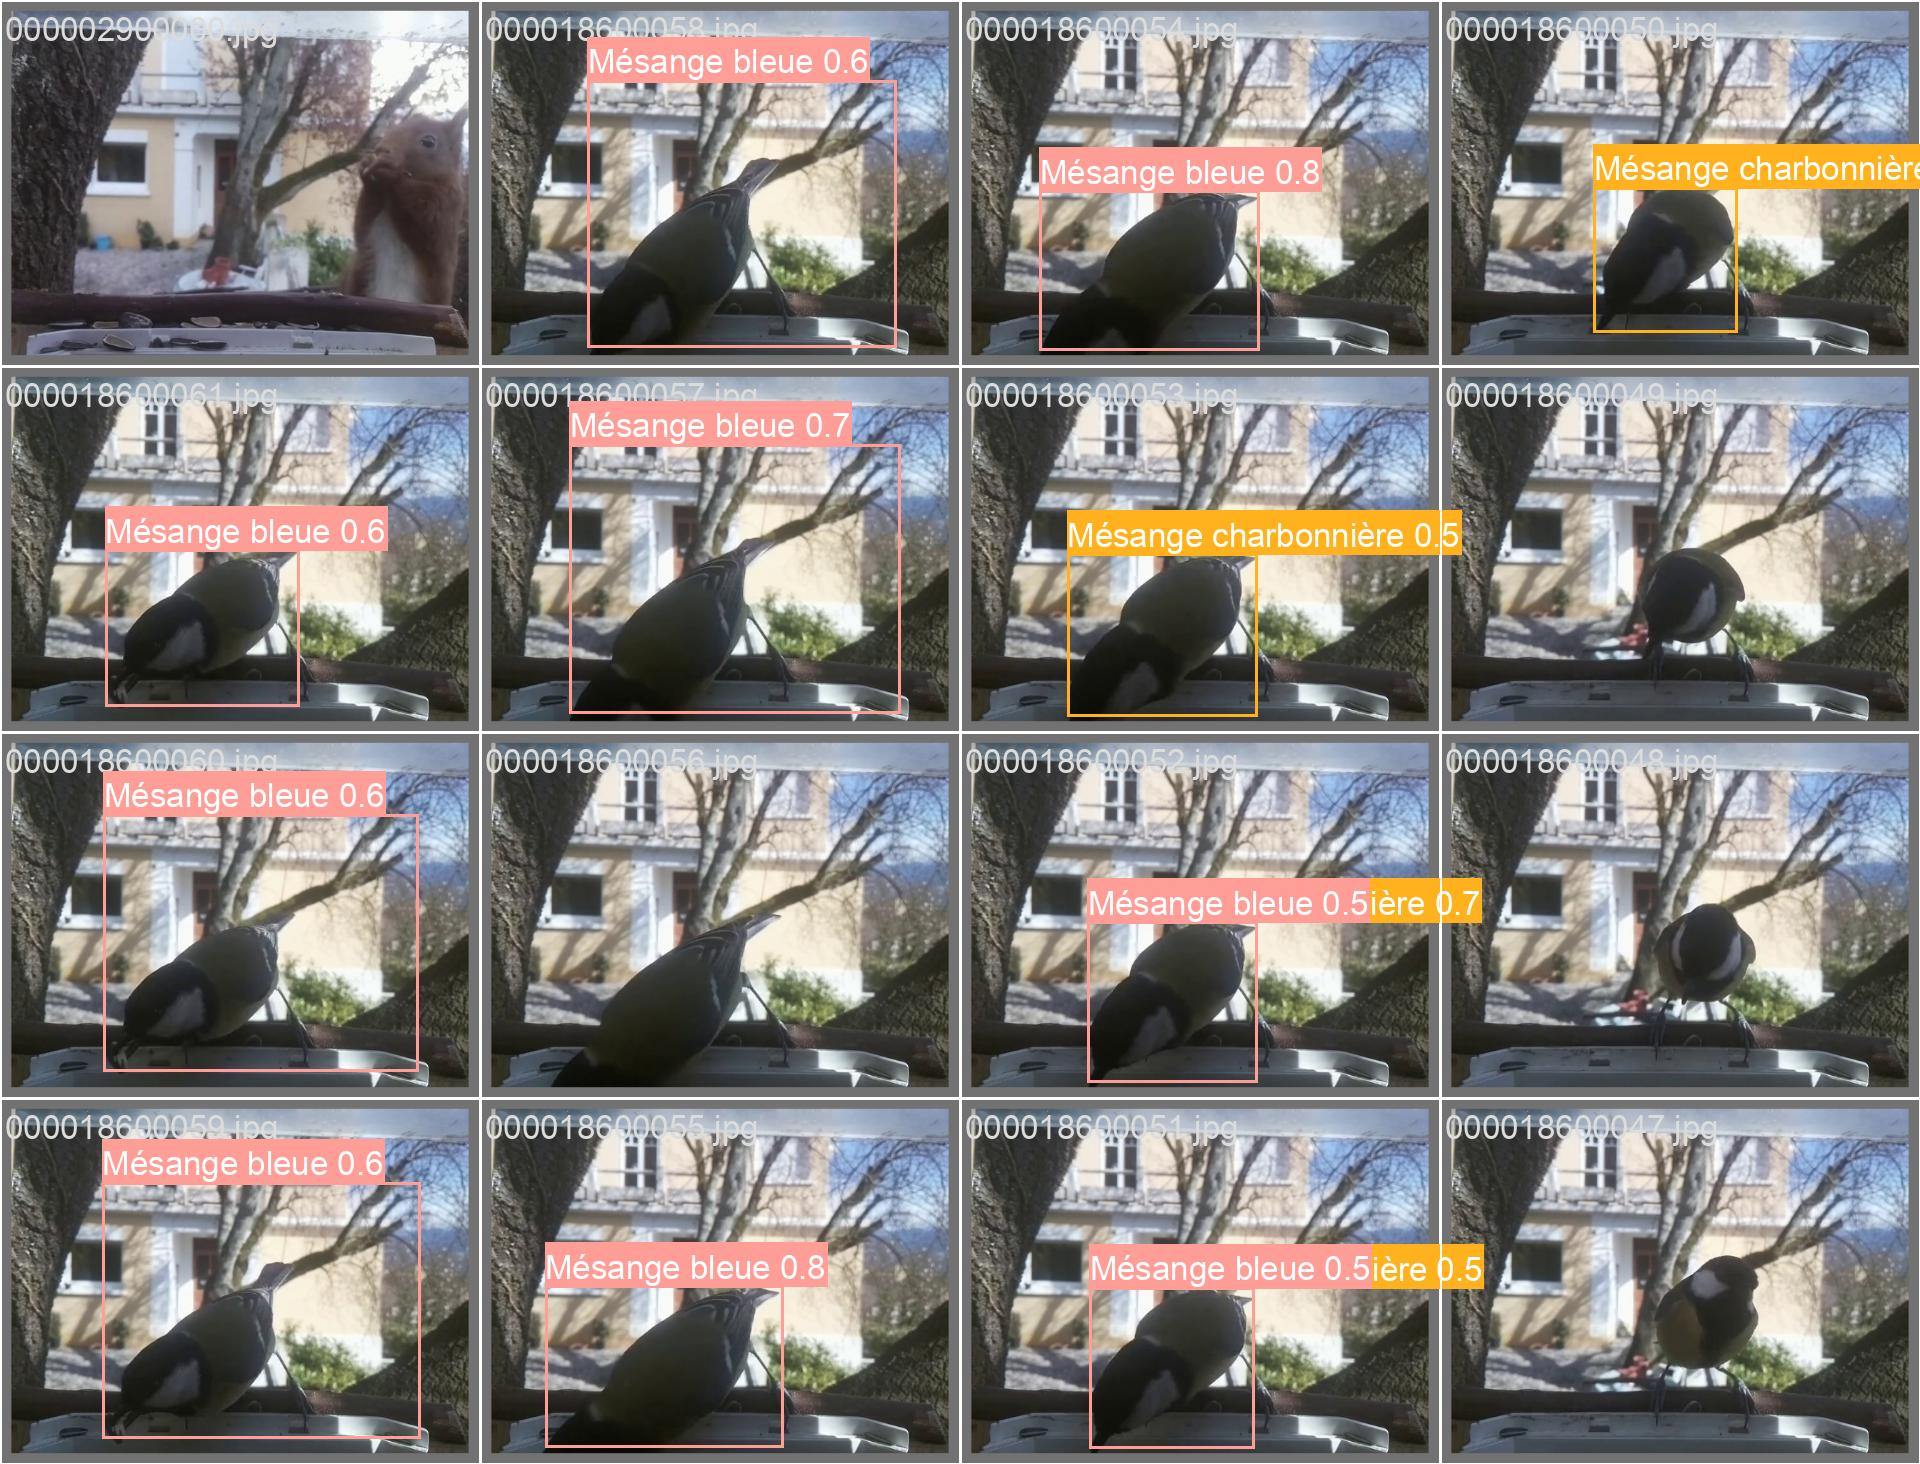 000002900000.jpg
000018600058.jpg
000018600054.jpg
000018600050.jpg
Mésange bleue 0.6
Mésange bleue 0.8
Mésange charbonnière
000018600061.jpg
000018600057.jpg
000018600053.jpg
000018600049.jpg
Mésange bleue 0.6
Mésange bleue 0.7
Mésange charbonnière 0.5
000018600060.jpg
000018600056.jpg
000018600052.jpg
000018600048.jpg
Mésange bleue 0.6
Mésange bleue 0.5ière 0.7
000018600059.jpg
000018600055.jpg
000018600051.jpg
000018600047.jpg
Mésange bleue 0.6
Mésange bleue 0.8
Mésange bleue 0.5ière 0.5